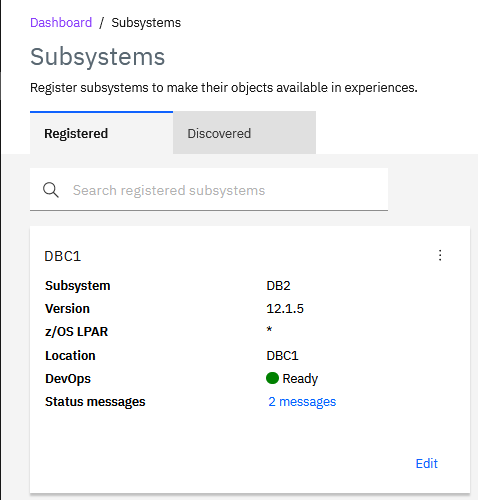 Dashboard / Subsystems
Subsystems
Register subsystems to make their objects available in experiences.
Registered Discovered
Search registered subsystems
DBC1
Subsystem DB2
Version 12.1.5
z/OS LPAR *
Location DBC1
DevOps Ready
Status messages 2 messages
Edit